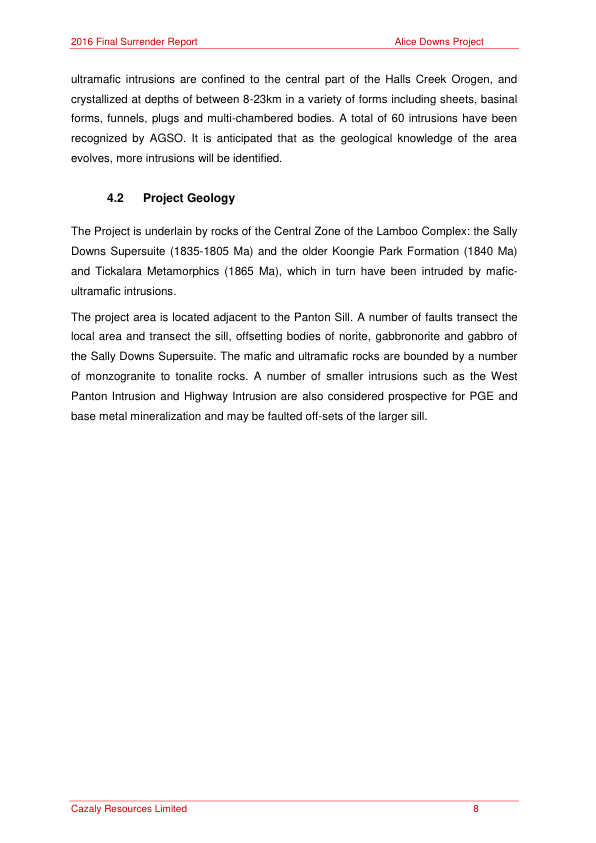 2016 Final Surrender Report Alice Downs Project
ultramafic intrusions are confined to the central part of the Halls Creek Orogen, and
crystallized at depths of between 8-23km in a variety of forms including sheets, basinal
forms, funnels, plugs and multi-chambered bodies. A total of 60 intrusions have been
recognized by AGSO. It is anticipated that as the geological knowledge of the area
evolves, more intrusions will be identified.
4.2 Project Geology
The Project is underlain by rocks of the Central Zone of the Lamboo Complex: the Sally
Downs Supersuite (1835-1805 Ma) and the older Koongie Park Formation (1840 Ma)
and Tickalara Metamorphics (1865 Ma), which in turn have been intruded by mafic-
ultramafic intrusions.
The project area is located adjacent to the Panton Sill. A number of faults transect the
local area and transect the sill, offsetting bodies of norite, gabbronorite and gabbro of
the Sally Downs Supersuite. The mafic and ultramafic rocks are bounded by a number
of monzogranite to tonalite rocks. A number of smaller intrusions such as the West
Panton Intrusion and Highway Intrusion are also considered prospective for PGE and
base metal mineralization and may be faulted off-sets of the larger sill.
Cazaly Resources Limited 8